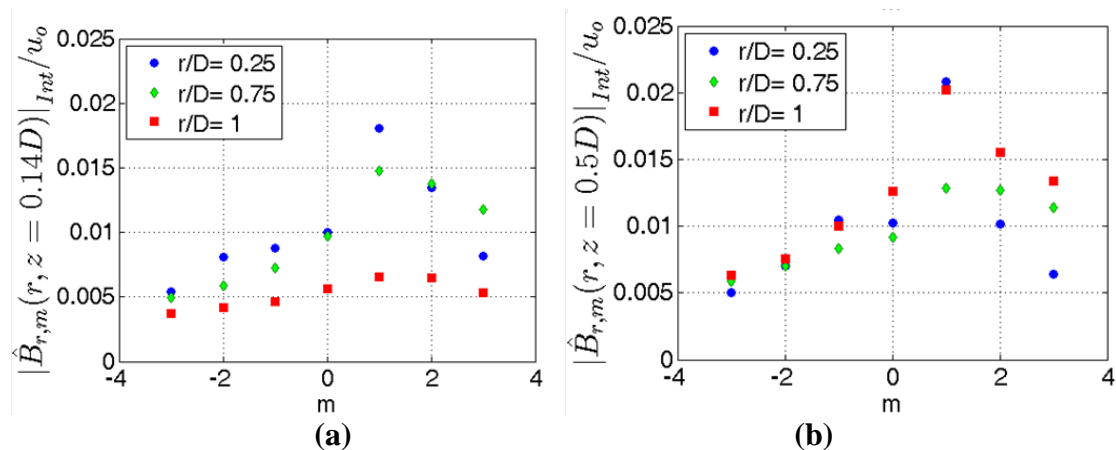 |B̂r,m(r, z = 0.14D)|Int/uo
0.025
0.02
0.015
0.01
0.005
0
-4
-2
0
2
4
m
r/D= 0.25
r/D= 0.75
r/D= 1
(a)
|B̂r,m(r, z = 0.5D)|Int/uo
0.025
0.02
0.015
0.01
0.005
0
-4
-2
0
2
4
m
r/D= 0.25
r/D= 0.75
r/D= 1
(b)